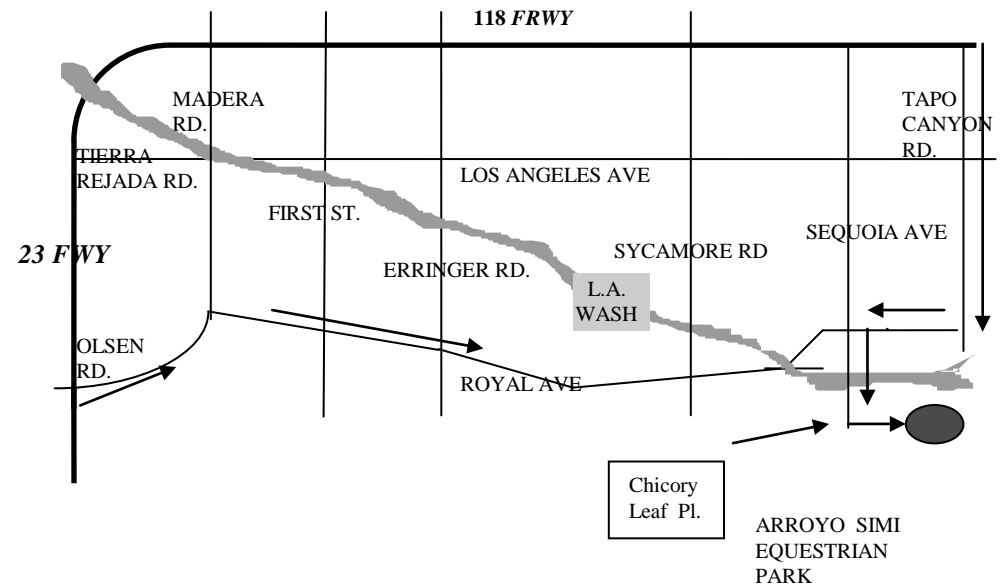 118 FRWY
MADERA
RD.
TAPO
CANYON
RD.
TIERRA
REJADA RD.
LOS ANGELES AVE
FIRST ST.
SYCAMORE RD
SEQUOIA AVE
23 FWY
ERRINGER RD.
L.A.
WASH
OLSEN
RD.
ROYAL AVE
Chicory
Leaf Pl.
ARROYO SIMI
EQUESTRIAN
PARK